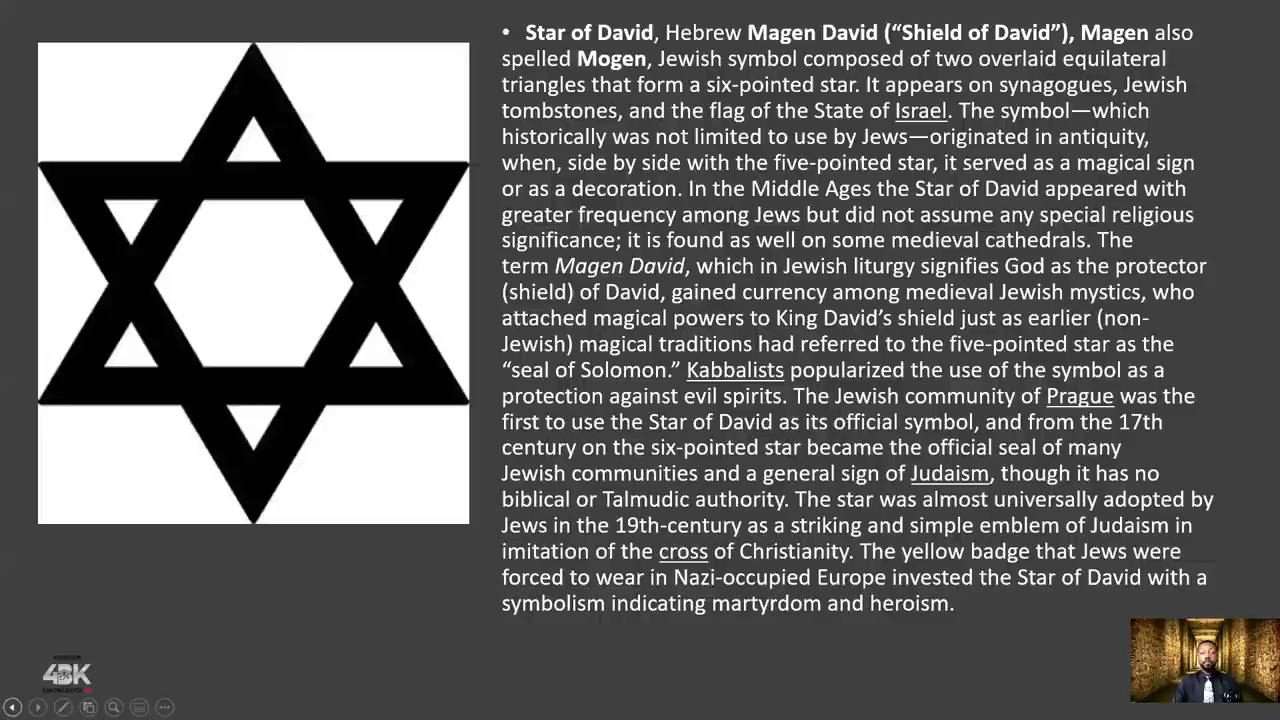 • Star of David, Hebrew Magen David (“Shield of David”), Magen also
spelled Mogen, Jewish symbol composed of two overlaid equilateral
triangles that form a six-pointed star. It appears on synagogues, Jewish
tombstones, and the flag of the State of Israel. The symbol—which
historically was not limited to use by Jews—originated in antiquity,
when, side by side with the five-pointed star, it served as a magical sign
or as a decoration. In the Middle Ages the Star of David appeared with
greater frequency among Jews but did not assume any special religious
significance; it is found as well on some medieval cathedrals. The
term Magen David, which in Jewish liturgy signifies God as the protector
(shield) of David, gained currency among medieval Jewish mystics, who
attached magical powers to King David’s shield just as earlier (non-
Jewish) magical traditions had referred to the five-pointed star as the
“seal of Solomon.” Kabbalists popularized the use of the symbol as a
protection against evil spirits. The Jewish community of Prague was the
first to use the Star of David as its official symbol, and from the 17th
century on the six-pointed star became the official seal of many
Jewish communities and a general sign of Judaism, though it has no
biblical or Talmudic authority. The star was almost universally adopted by
Jews in the 19th-century as a striking and simple emblem of Judaism in
imitation of the cross of Christianity. The yellow badge that Jews were
forced to wear in Nazi-occupied Europe invested the Star of David with a
symbolism indicating martyrdom and heroism.
4BK